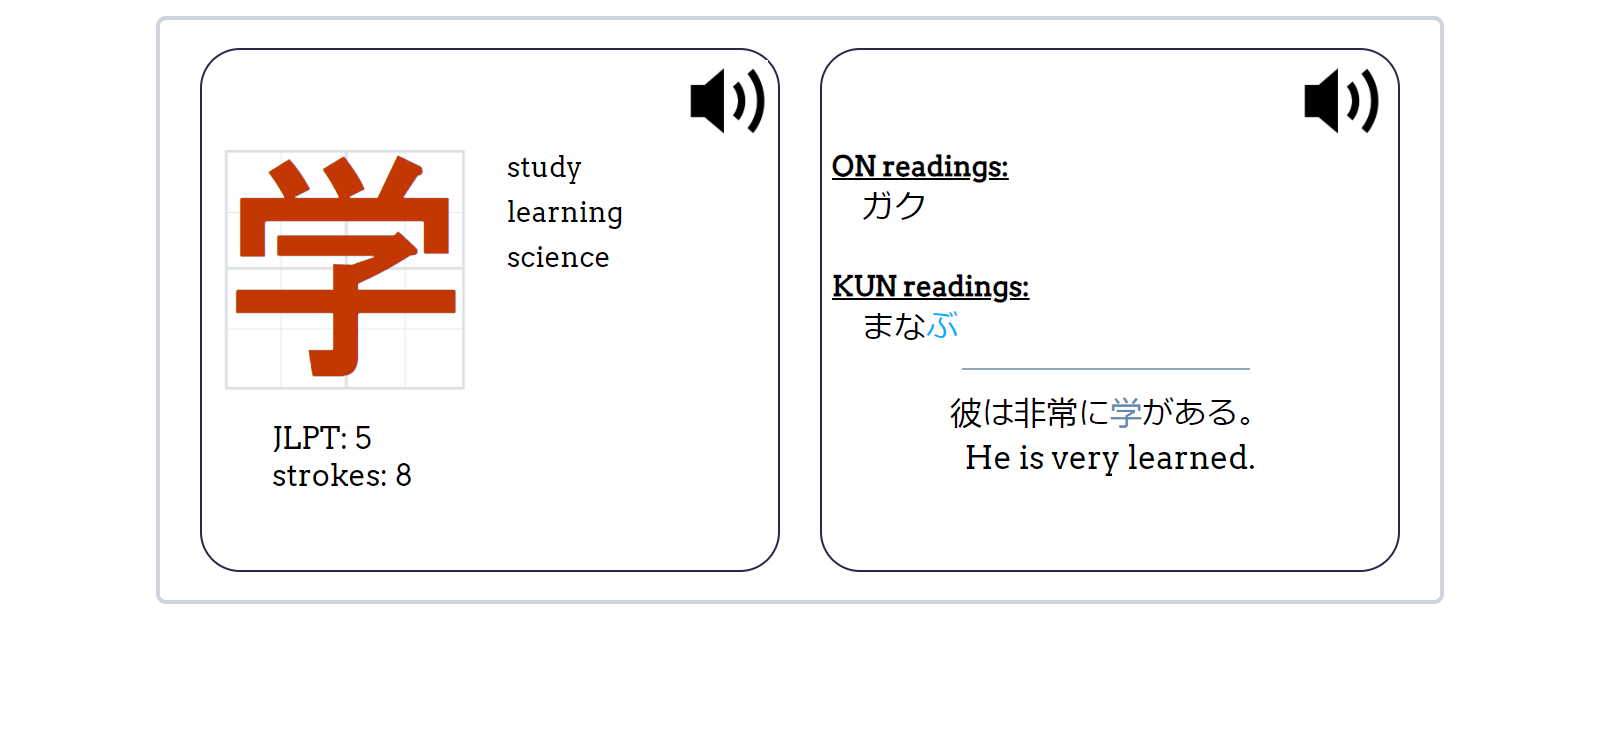 学
study
learning
science
JLPT: 5
strokes: 8
ON readings:
ガク
KUN readings:
まなぶ
彼は非常に学がある。
He is very learned.